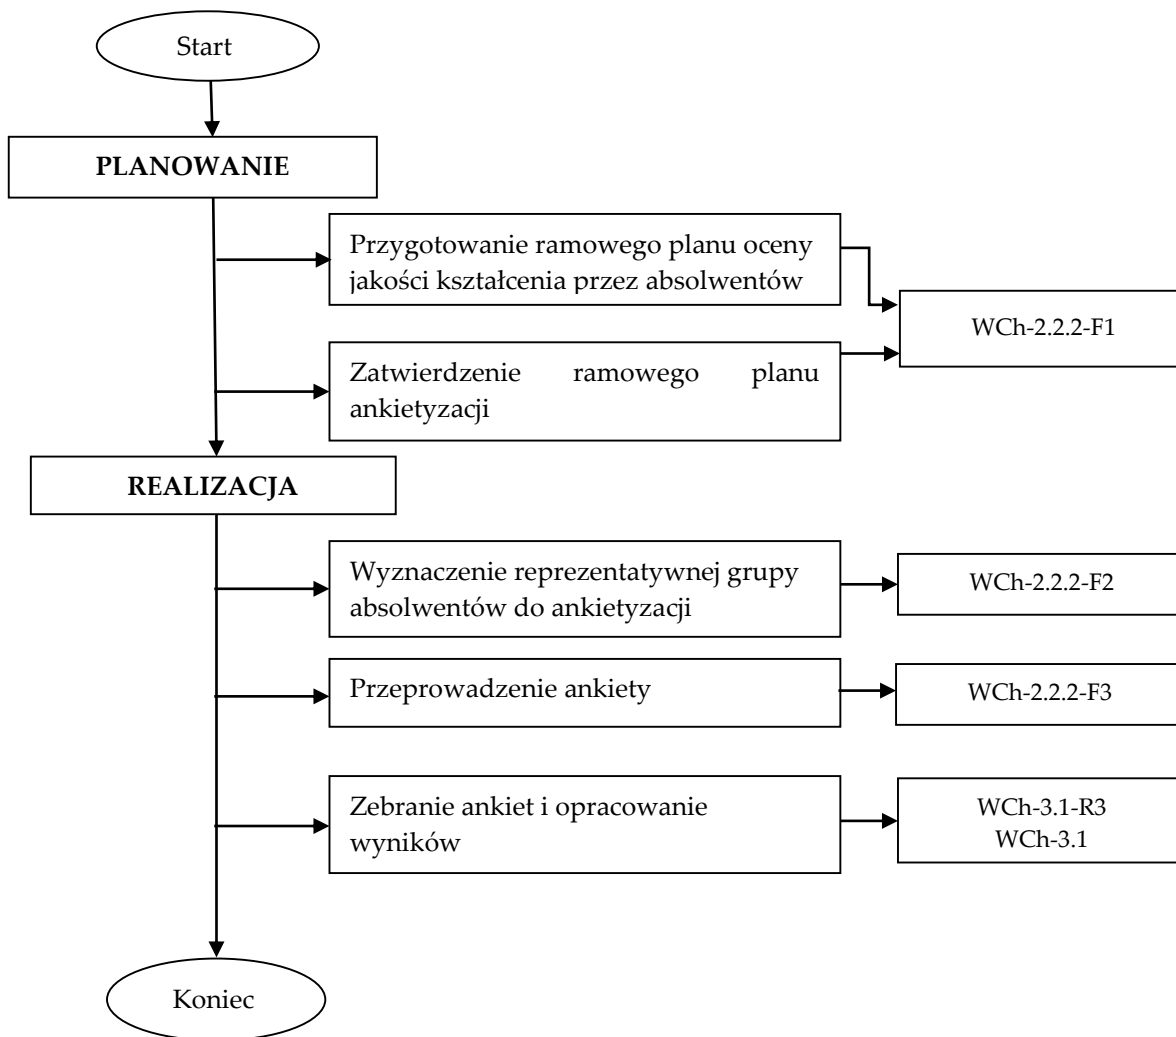 Start
PLANOWANIE
Przygotowanie ramowego planu oceny
jakości kształcenia przez absolwentów
WCh-2.2.2-F1
Zatwierdzenie ramowego planu
ankietyzacji
REALIZACJA
Wyznaczenie reprezentatywnej grupy
absolwentów do ankietyzacji
WCh-2.2.2-F2
Przeprowadzenie ankiety
WCh-2.2.2-F3
Zebranie ankiet i opracowanie
wyników
WCh-3.1-R3
WCh-3.1
Koniec